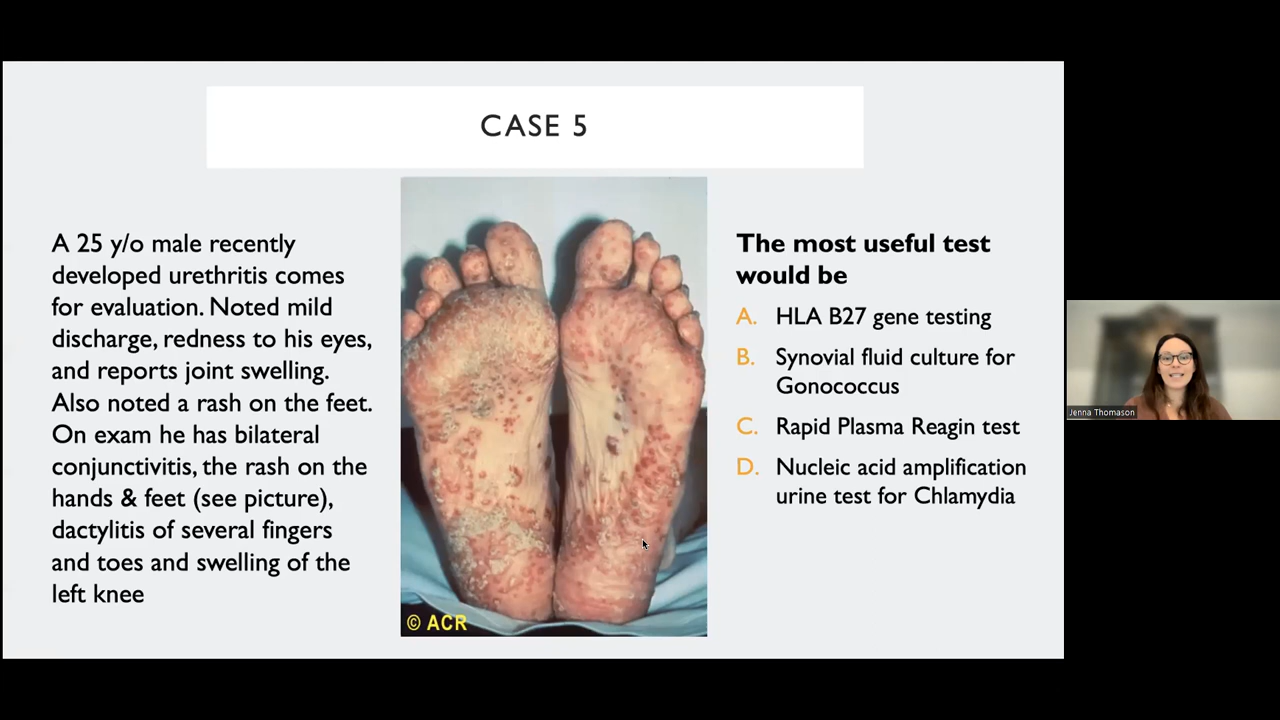 CASE 5
A 25 y/o male recently
developed urethritis comes
for evaluation. Noted mild
discharge, redness to his eyes,
and reports joint swelling.
Also noted a rash on the feet.
On exam he has bilateral
conjunctivitis, the rash on the
hands & feet (see picture),
dactylitis of several fingers
and toes and swelling of the
left knee
© ACR
The most useful test
would be
A. HLA B27 gene testing
B. Synovial fluid culture for
Gonococcus
C. Rapid Plasma Reagin test
D. Nucleic acid amplification
urine test for Chlamydia
Jenna Thomason